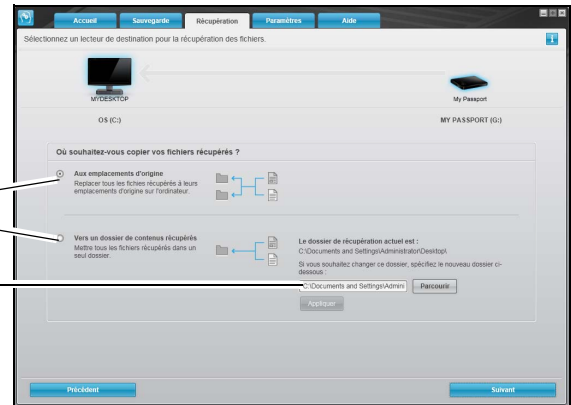 Accueil
Sauvegarde
Récupération
Paramètres
Aide
Sélectionnez un lecteur de destination pour la récupération des fichiers.
MYDESKTOP
My Passport
OS (C:)
MY PASSPORT (G:)
Où souhaitez-vous copier vos fichiers récupérés ?
Aux emplacements d'origine
Replacer tous les fichies récupérés à leurs
emplacements d'origine sur l'ordinateur.
Vers un dossier de contenus récupérés
Mettre tous les fichiers récupérés dans un
seul dossier.
Le dossier de récupération actuel est :
C:\Documents and Settings\Administrator\Desktop\
Si vous souhaitez changer ce dossier, spécifiez le nouveau dossier ci-
dessous :
C:\Documents and Settings\Admini
Parcourir
Appliquer
Précédent
Suivant